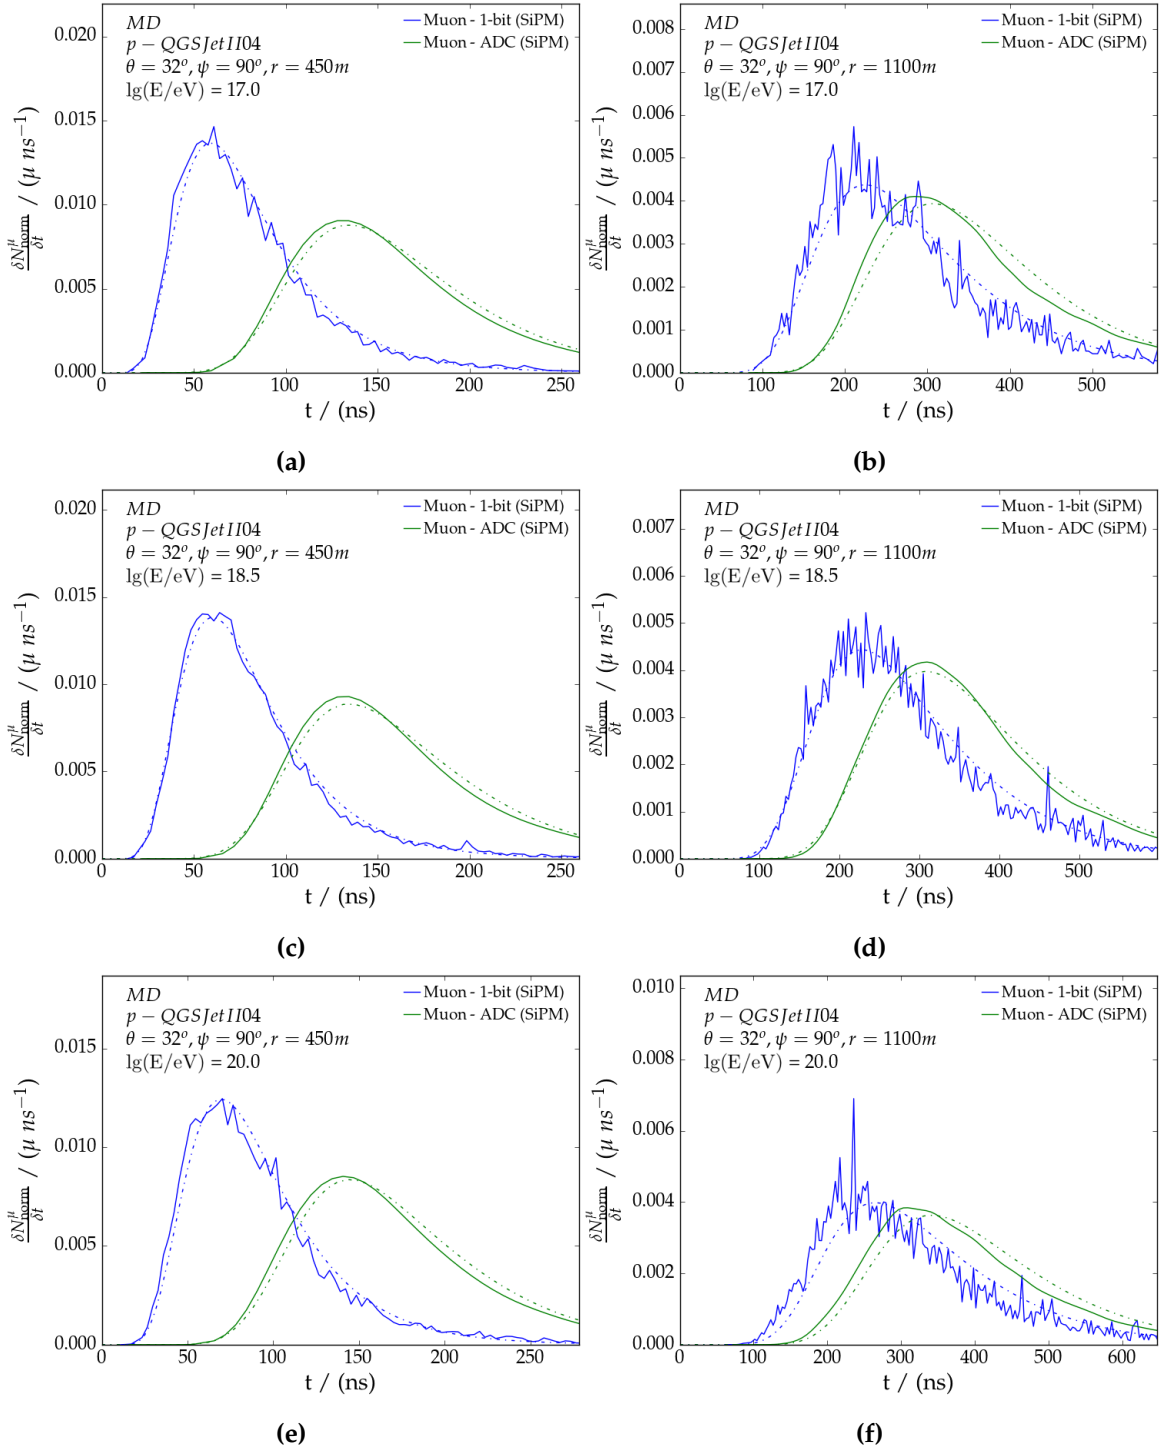 MD
p − QGSJetII04
θ = 32°, ψ = 90°, r = 450m
lg(E/eV) = 17.0
Muon - 1-bit (SiPM)
Muon - ADC (SiPM)
0.020
0.015
0.010
0.005
0.000
0 50 100 150 200 250
δN^μ_norm/δt / (μ ns⁻¹)
t / (ns)
(a)
MD
p − QGSJetII04
θ = 32°, ψ = 90°, r = 1100m
lg(E/eV) = 17.0
Muon - 1-bit (SiPM)
Muon - ADC (SiPM)
0.008
0.007
0.006
0.005
0.004
0.003
0.002
0.001
0.000
0 100 200 300 400 500
δN^μ_norm/δt / (μ ns⁻¹)
t / (ns)
(b)
MD
p − QGSJetII04
θ = 32°, ψ = 90°, r = 450m
lg(E/eV) = 18.5
Muon - 1-bit (SiPM)
Muon - ADC (SiPM)
0.020
0.015
0.010
0.005
0.000
0 50 100 150 200 250
δN^μ_norm/δt / (μ ns⁻¹)
t / (ns)
(c)
MD
p − QGSJetII04
θ = 32°, ψ = 90°, r = 1100m
lg(E/eV) = 18.5
Muon - 1-bit (SiPM)
Muon - ADC (SiPM)
0.007
0.006
0.005
0.004
0.003
0.002
0.001
0.000
0 100 200 300 400 500
δN^μ_norm/δt / (μ ns⁻¹)
t / (ns)
(d)
MD
p − QGSJetII04
θ = 32°, ψ = 90°, r = 450m
lg(E/eV) = 20.0
Muon - 1-bit (SiPM)
Muon - ADC (SiPM)
0.015
0.010
0.005
0.000
0 50 100 150 200 250
δN^μ_norm/δt / (μ ns⁻¹)
t / (ns)
(e)
MD
p − QGSJetII04
θ = 32°, ψ = 90°, r = 1100m
lg(E/eV) = 20.0
Muon - 1-bit (SiPM)
Muon - ADC (SiPM)
0.010
0.008
0.006
0.004
0.002
0.000
0 100 200 300 400 500 600
δN^μ_norm/δt / (μ ns⁻¹)
t / (ns)
(f)